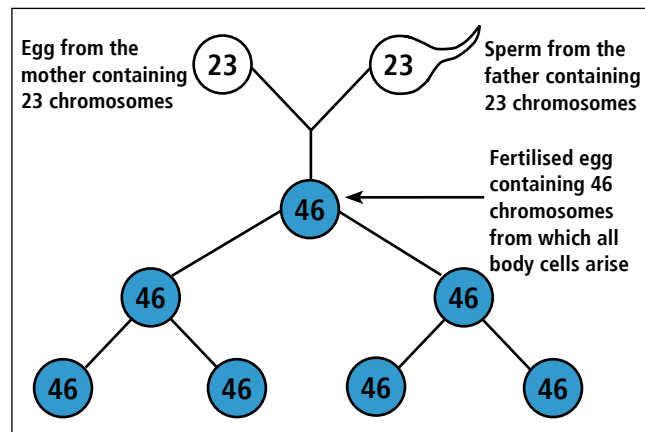 Egg from the
mother containing
23 chromosomes
23
23
Sperm from the
father containing
23 chromosomes
46
Fertilised egg
containing 46
chromosomes
from which all
body cells arise
46
46
46
46
46
46